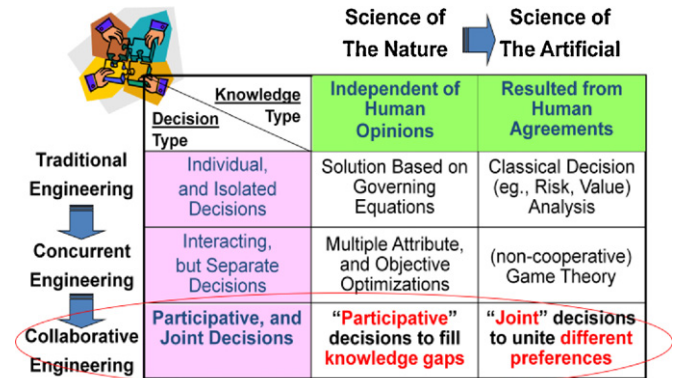 Science of
The Nature
Science of
The Artificial
Knowledge
Type
Decision
Type
Independent of
Human
Opinions
Resulted from
Human
Agreements
Traditional
Engineering
Individual,
and Isolated
Decisions
Solution Based on
Governing
Equations
Classical Decision
(eg., Risk, Value)
Analysis
Concurrent
Engineering
Interacting,
but Separate
Decisions
Multiple Attribute,
and Objective
Optimizations
(non-cooperative)
Game Theory
Collaborative
Engineering
Participative, and
Joint Decisions
“Participative”
decisions to fill
knowledge gaps
“Joint” decisions
to unite different
preferences